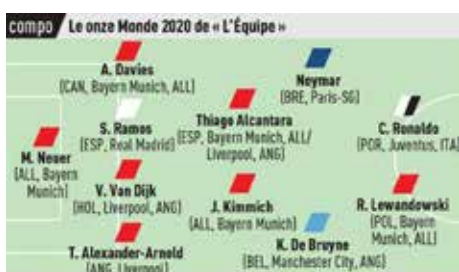 compo Le onze Monde 2020 de « L'Équipe »
A. Davies
(CAN, Bayern Munich, ALL)
Neymar
(BRE, Paris-SG)
S. Ramos
(ESP, Real Madrid)
Thiago Alcantara
(ESP, Bayern Munich, ALL/
Liverpool, ANG)
C. Ronaldo
(POR, Juventus, ITA)
M. Neuer
(ALL, Bayern
Munich)
V. Van Dijk
(HOL, Liverpool, ANG)
J. Kimmich
(ALL, Bayern Munich)
R. Lewandowski
(POL, Bayern
Munich, ALL)
T. Alexander-Arnold
(ANG, Liverpool)
K. De Bruyne
(BEL, Manchester City, ANG)